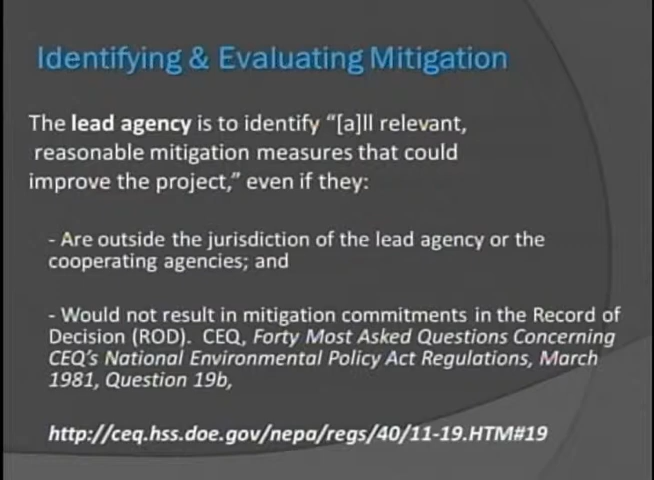 Identifying & Evaluating Mitigation
The lead agency is to identify “[a]ll relevant,
reasonable mitigation measures that could
improve the project,” even if they:
- Are outside the jurisdiction of the lead agency or the
cooperating agencies; and
- Would not result in mitigation commitments in the Record of
Decision (ROD). CEQ, Forty Most Asked Questions Concerning
CEQ’s National Environmental Policy Act Regulations, March
1981, Question 19b,
http://ceq.hss.doe.gov/nepa/regs/40/11-19.HTM#19